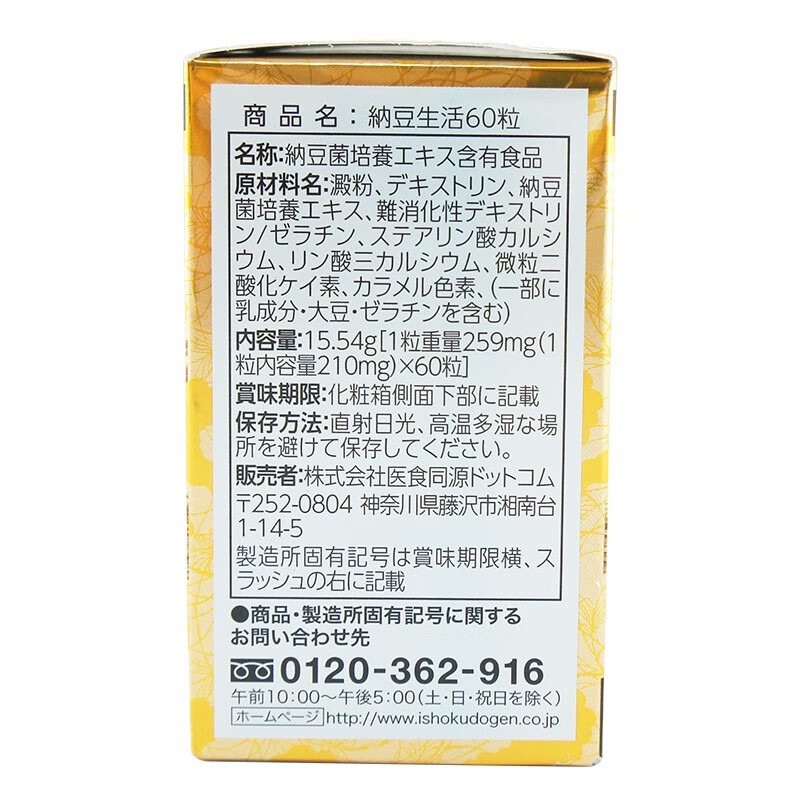 商品名：納豆生活60粒
名称:納豆菌培養エキス含有食品
原材料名:澱粉、デキストリン、納豆
菌培養エキス、難消化性デキストリ
ン/ゼラチン、ステアリン酸カルシ
ウム、リン酸三カルシウム、微粒二
酸化ケイ素、カラメル色素、(一部に
乳成分・大豆・ゼラチンを含む)
内容量:15.54g[1粒重量259mg(1
粒内容量210mg)×60粒]
賞味期限:化粧箱側面下部に記載
保存方法:直射日光、高温多湿な場
所を避けて保存してください。
販売者:株式会社医食同源ドットコム
〒252-0804 神奈川県藤沢市湘南台
1-14-5
製造所固有記号は賞味期限横、ス
ラッシュの右に記載
●商品・製造所固有記号に関する
お問い合わせ先
0120-362-916
午前10:00〜午後5:00(土・日・祝日を除く)
ホームページ http://www.ishokudogen.co.jp